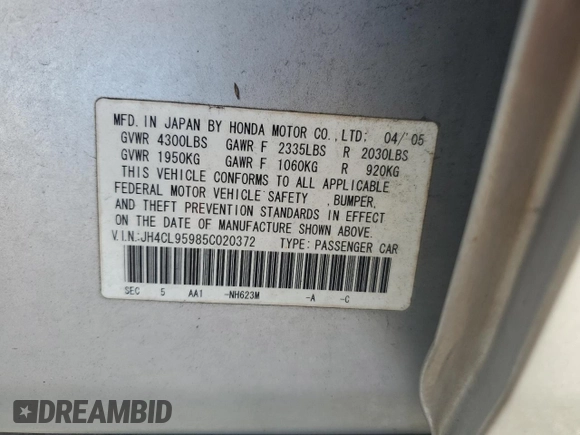 MFD. IN JAPAN BY HONDA MOTOR CO., LTD: 04/'05
GVWR 4300LBS GAWR F 2335LBS R 2030LBS
GVWR 1950KG GAWR F 1060KG R 920KG
THIS VEHICLE CONFORMS TO ALL APPLICABLE
FEDERAL MOTOR VEHICLE SAFETY , BUMPER,
AND THEFT PREVENTION STANDARDS IN EFFECT
ON THE DATE OF MANUFACTURE SHOWN ABOVE.
V.I.N.:JH4CL95985C020372 TYPE: PASSENGER CAR
SEC 5 AA1 -NH623M -A -C
DREAMBID